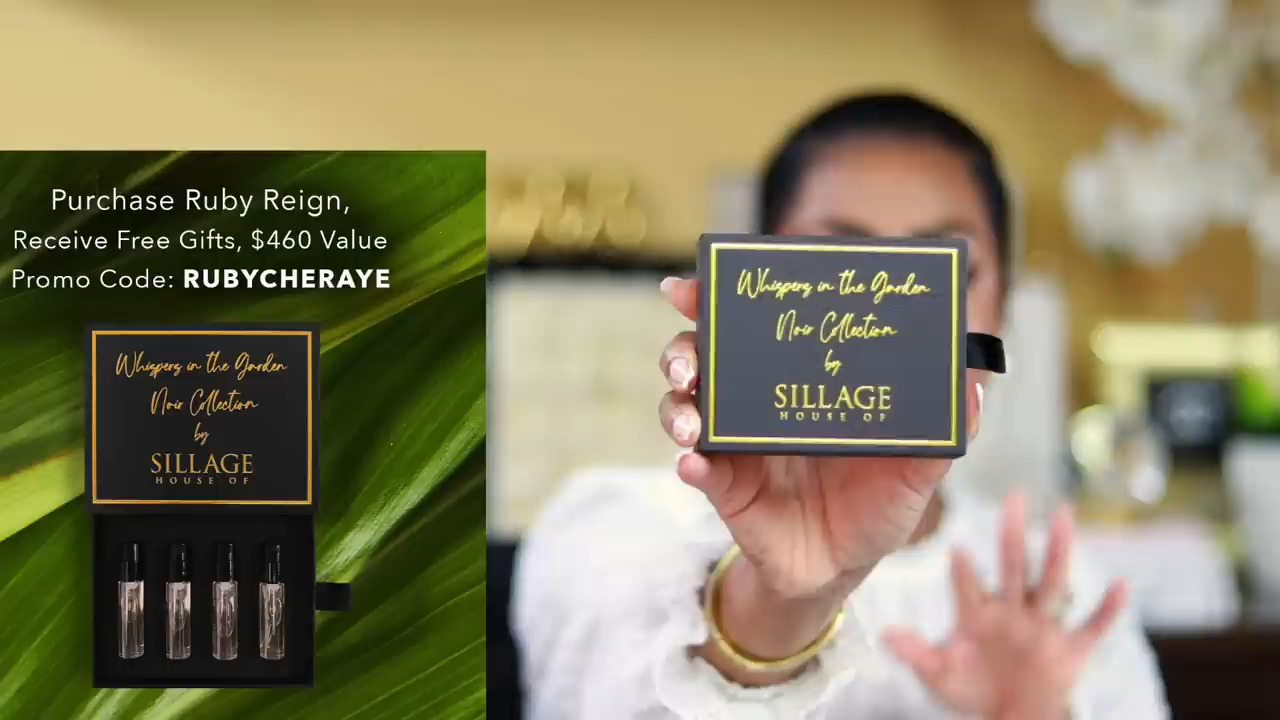 Purchase Ruby Reign,
Receive Free Gifts, $460 Value
Promo Code: RUBYCHERAYE
Whispers in the Garden
Noir Collection
by
SILLAGE
HOUSE OF
Whispers in the Garden
Noir Collection
by
SILLAGE
HOUSE OF